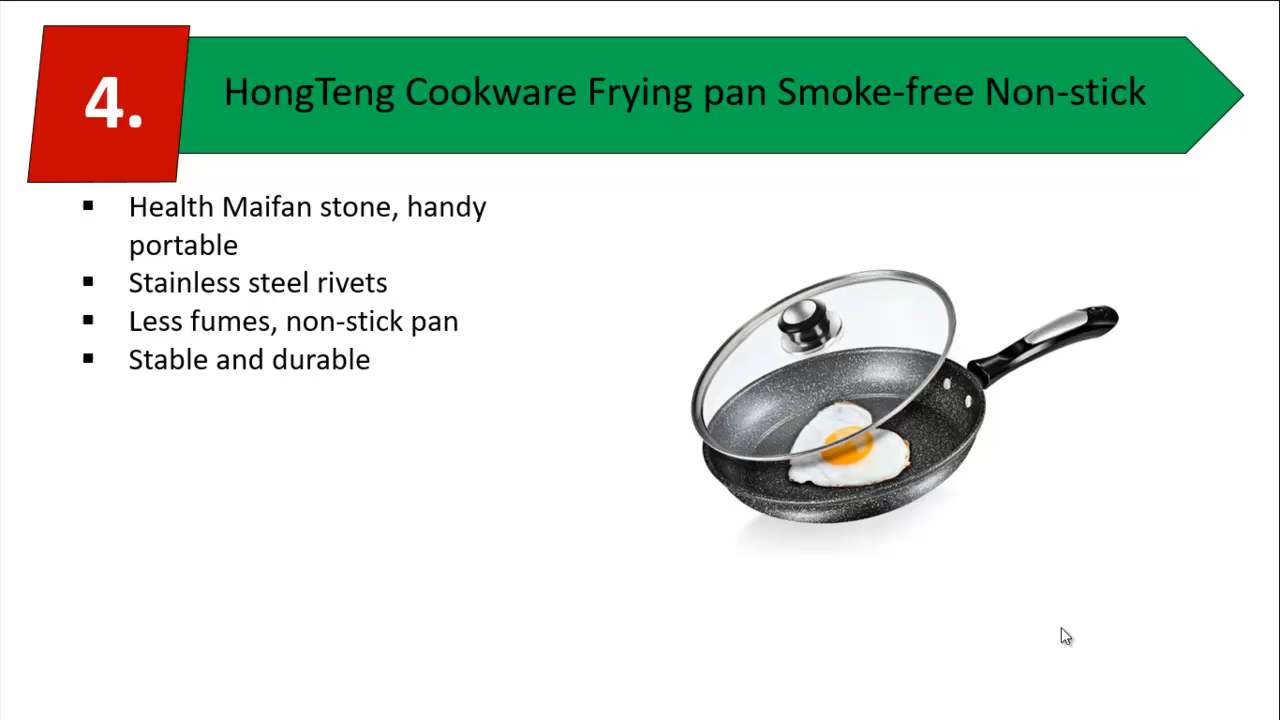 4.
HongTeng Cookware Frying pan Smoke-free Non-stick
▪ Health Maifan stone, handy
portable
▪ Stainless steel rivets
▪ Less fumes, non-stick pan
▪ Stable and durable